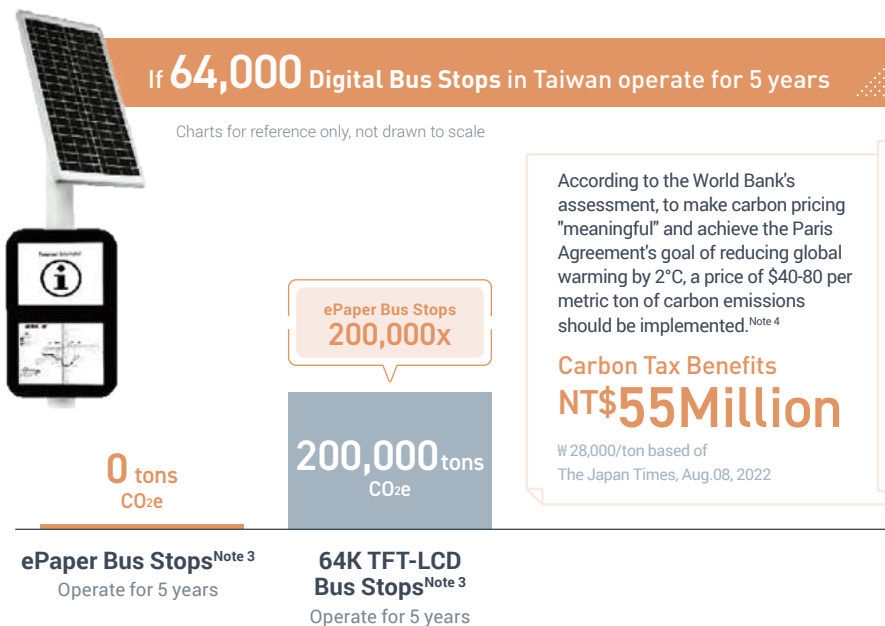 If 64,000 Digital Bus Stops in Taiwan operate for 5 years
Charts for reference only, not drawn to scale
According to the World Bank's
assessment, to make carbon pricing
"meaningful" and achieve the Paris
Agreement's goal of reducing global
warming by 2°C, a price of $40-80 per
metric ton of carbon emissions
should be implemented.Note 4
Carbon Tax Benefits
NT$55Million
₩28,000/ton based of
The Japan Times, Aug.08, 2022
ePaper Bus Stops
200,000x
200,000 tons
CO2e
0 tons
CO2e
ePaper Bus StopsNote 3
Operate for 5 years
64K TFT-LCD
Bus StopsNote 3
Operate for 5 years